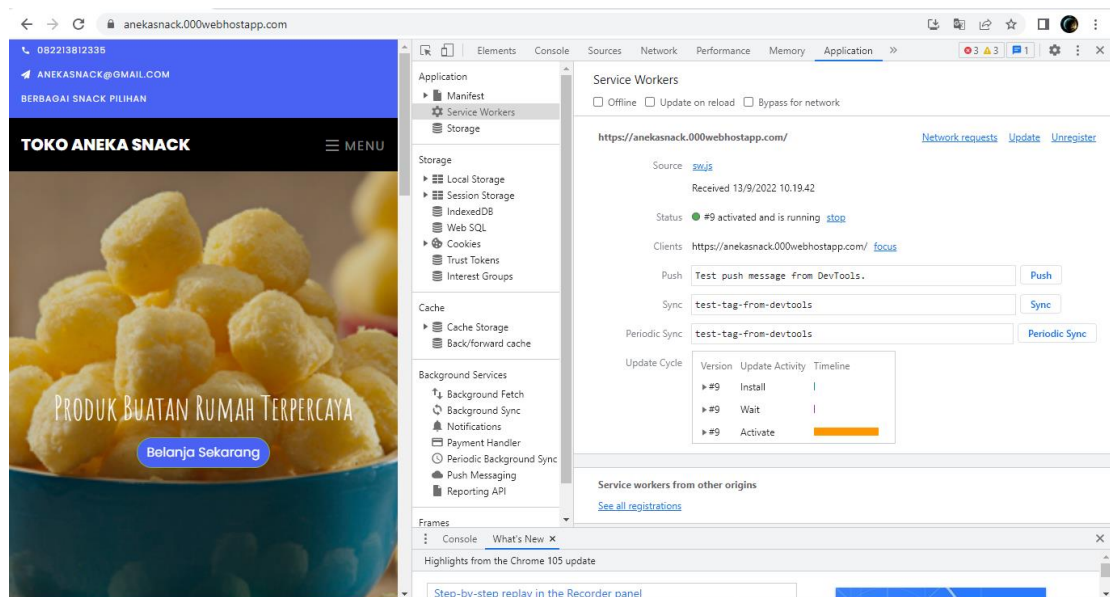 anekasnack.000webhostapp.com
082213812335
ANEKASNACK@GMAIL.COM
BERBAGAI SNACK PILIHAN
TOKO ANEKA SNACK
MENU
PRODUK BUATAN RUMAH TERPERCAYA
Belanja Sekarang
Elements Console Sources Network Performance Memory Application »
3 3 1
Application
Manifest
Service Workers
Storage
Storage
Local Storage
Session Storage
IndexedDB
Web SQL
Cookies
Trust Tokens
Interest Groups
Cache
Cache Storage
Back/forward cache
Background Services
Background Fetch
Background Sync
Notifications
Payment Handler
Periodic Background Sync
Push Messaging
Reporting API
Frames
Service Workers
Offline Update on reload Bypass for network
https://anekasnack.000webhostapp.com/ Network requests Update Unregister
Source sw.js
Received 13/9/2022 10.19.42
Status #9 activated and is running stop
Clients https://anekasnack.000webhostapp.com/ focus
Push Test push message from DevTools. Push
Sync test-tag-from-devtools Sync
Periodic Sync test-tag-from-devtools Periodic Sync
Update Cycle Version Update Activity Timeline
#9 Install
#9 Wait
#9 Activate
Service workers from other origins
See all registrations
Console What's New ×
Highlights from the Chrome 105 update
Step-by-step replay in the Recorder panel